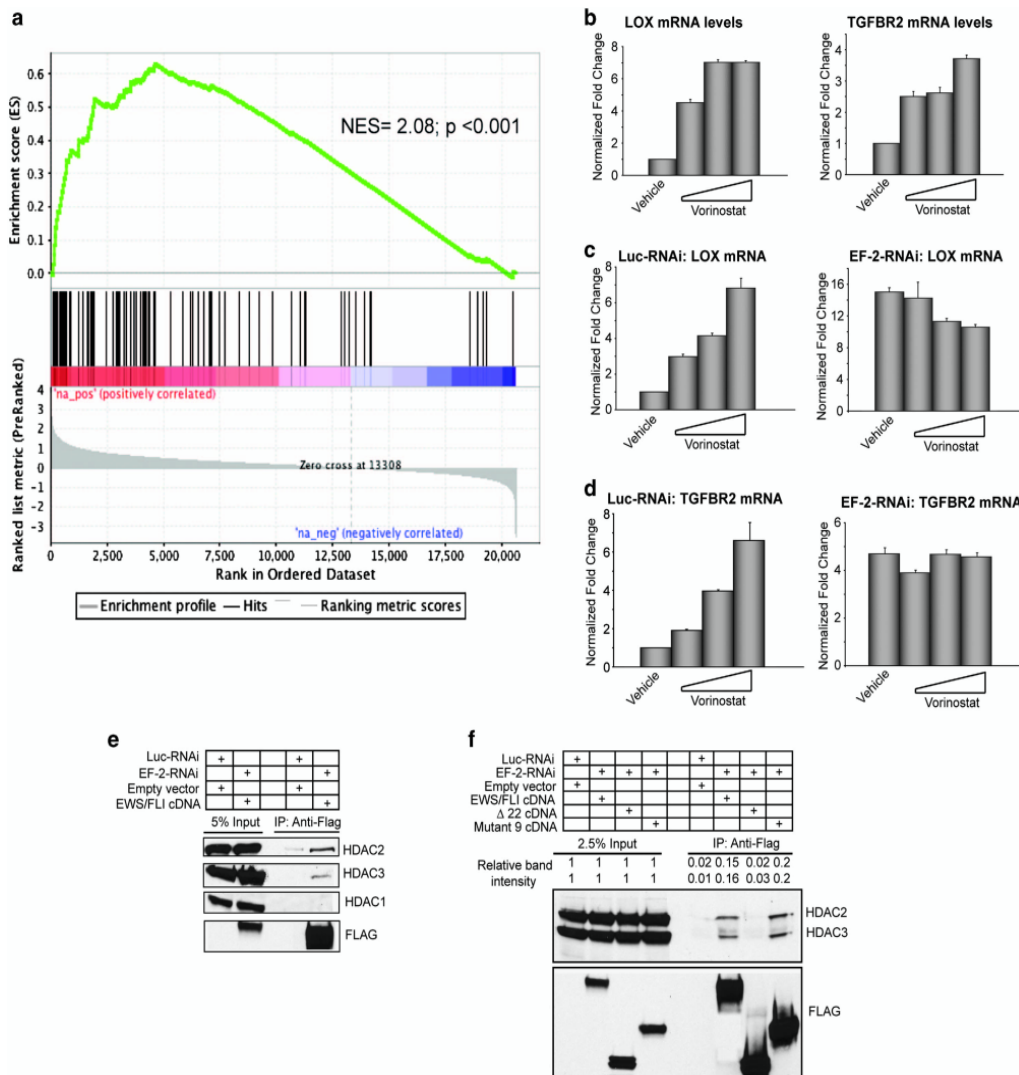 a
Enrichment score (ES)
0.6
0.5
0.4
0.3
0.2
0.1
0.0
NES= 2.08; p <0.001
Ranked list metric (PreRanked)
'na_pos' (positively correlated)
4
3
2
1
0
-1
-2
-3
Zero cross at 13308
'na_neg' (negatively correlated)
0 2,500 5,000 7,500 10,000 12,500 15,000 17,500 20,000
Rank in Ordered Dataset
Enrichment profile Hits Ranking metric scores
b
LOX mRNA levels
Normalized Fold Change
8
7
6
5
4
3
2
1
0
Vehicle
Vorinostat
TGFBR2 mRNA levels
Normalized Fold Change
4
3
2
1
0
Vehicle
Vorinostat
c
Luc-RNAi: LOX mRNA
Normalized Fold Change
8
6
4
2
0
Vehicle
Vorinostat
EF-2-RNAi: LOX mRNA
Normalized Fold Change
16
12
8
4
0
Vehicle
Vorinostat
d
Luc-RNAi: TGFBR2 mRNA
Normalized Fold Change
8
6
4
2
0
Vehicle
Vorinostat
EF-2-RNAi: TGFBR2 mRNA
Normalized Fold Change
6
4
2
0
Vehicle
Vorinostat
e
Luc-RNAi + +
EF-2-RNAi + +
Empty vector + +
EWS/FLI cDNA + +
5% Input IP: Anti-Flag
HDAC2
HDAC3
HDAC1
FLAG
f
Luc-RNAi + +
EF-2-RNAi + + + + + +
Empty vector + +
EWS/FLI cDNA + +
Δ 22 cDNA + +
Mutant 9 cDNA + +
2.5% Input IP: Anti-Flag
Relative band 1 1 1 1 0.02 0.15 0.02 0.2
intensity 1 1 1 1 0.01 0.16 0.03 0.2
HDAC2
HDAC3
FLAG